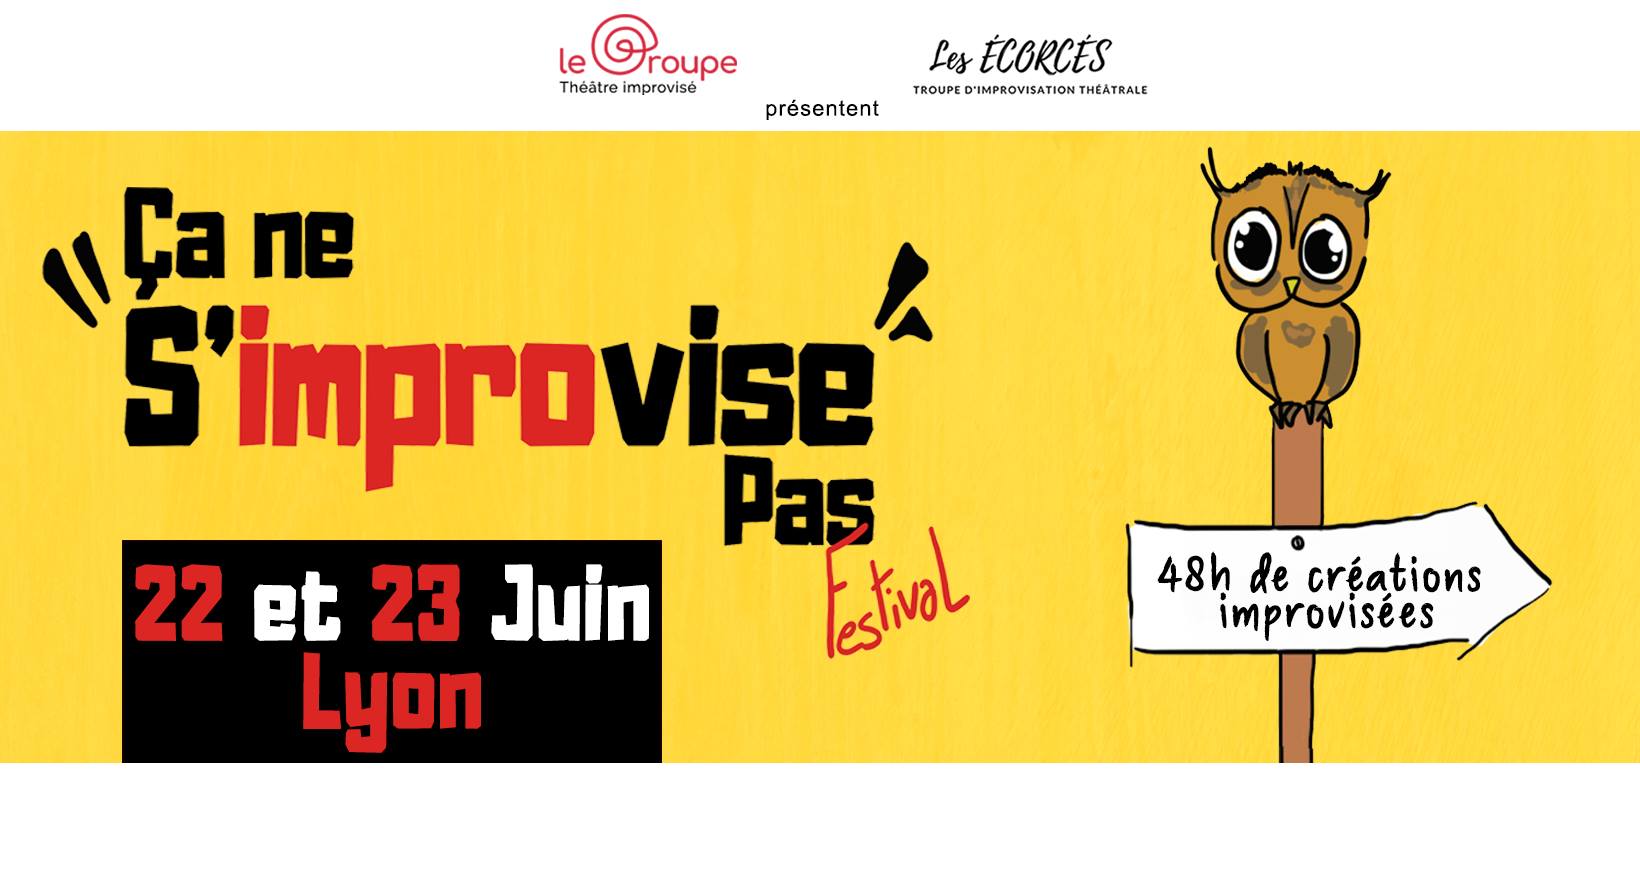 le Groupe
Théâtre improvisé
Les ÉCORCÉS
TROUPE D'IMPROVISATION THÉÂTRALE
présentent
"Ça ne
S'improvise
Pas"
Festival
22 et 23 Juin
Lyon
48h de créations
improvisées